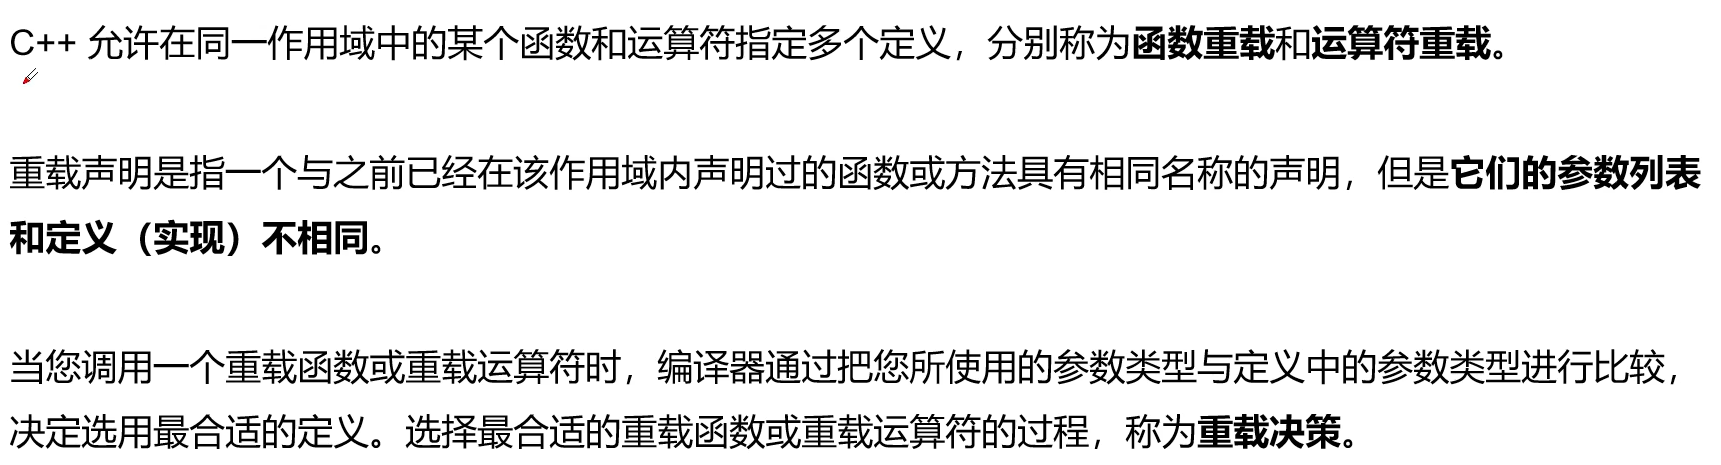 C++ 允许在同一作用域中的某个函数和运算符指定多个定义，分别称为函数重载和运算符重载。
重载声明是指一个与之前已经在该作用域内声明过的函数或方法具有相同名称的声明，但是它们的参数列表
和定义（实现）不相同。
当您调用一个重载函数或重载运算符时，编译器通过把您所使用的参数类型与定义中的参数类型进行比较，
决定选用最合适的定义。选择最合适的重载函数或重载运算符的过程，称为重载决策。